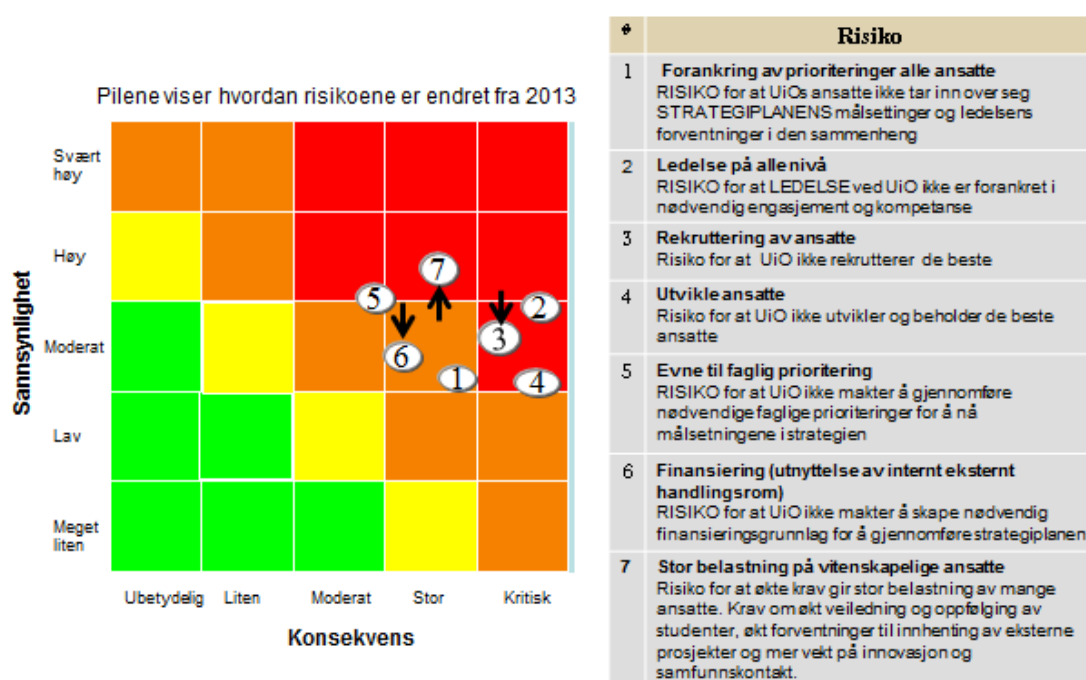 Pilene viser hvordan risikoene er endret fra 2013
Sannsynlighet
Svært
høy
Høy
Moderat
Lav
Meget
liten
7
5
2
3
6
1
4
Ubetydelig Liten Moderat Stor Kritisk
Konsekvens
# Risiko
1 Forankring av prioriteringer alle ansatte
RISIKO for at UiOs ansatte ikke tar inn over seg
STRATEGIPLANENS målsettinger og ledelsens
forventninger i den sammenheng
2 Ledelse på alle nivå
RISIKO for at LEDELSE ved UiO ikke er forankret i
nødvendig engasjement og kompetanse
3 Rekruttering av ansatte
Risiko for at UiO ikke rekrutterer de beste
4 Utvikle ansatte
Risiko for at UiO ikke utvikler og beholder de beste
ansatte
5 Evne til faglig prioritering
RISIKO for at UiO ikke makter å gjennomføre
nødvendige faglige prioriteringer for å nå
målsetningene i strategien
6 Finansiering (utnyttelse av internt eksternt
handlingsrom)
RISIKO for at UiO ikke makter å skape nødvendig
finansieringsgrunnlag for å gjennomføre strategiplanen
7 Stor belastning på vitenskapelige ansatte
Risiko for at økte krav gir stor belastning av mange
ansatte. Krav om økt veiledning og oppfølging av
studenter, økt forventninger til innhenting av eksterne
prosjekter og mer vekt på innovasjon og
samfunnskontakt.